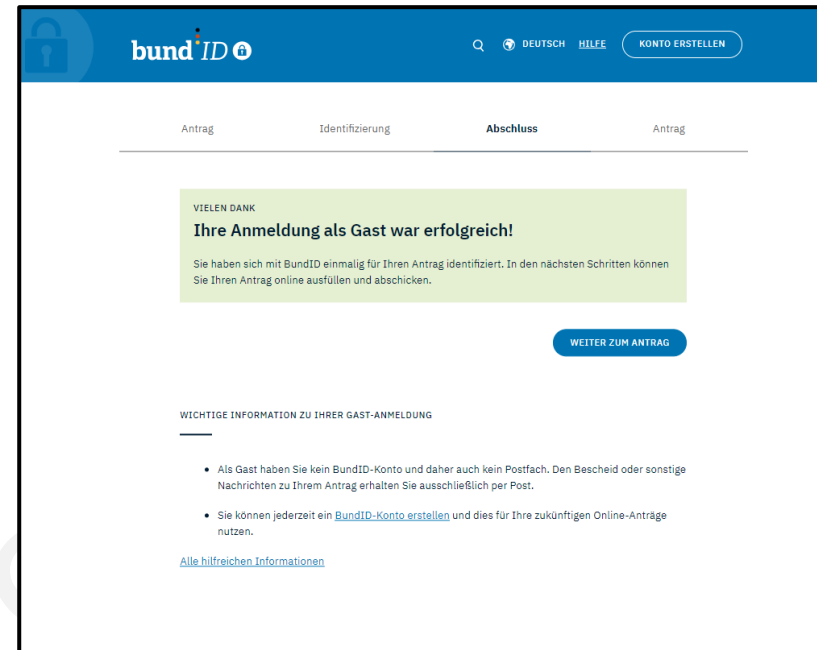 bund ID
DEUTSCH HILFE KONTO ERSTELLEN
Antrag Identifizierung Abschluss Antrag
VIELEN DANK
Ihre Anmeldung als Gast war erfolgreich!
Sie haben sich mit BundID einmalig für Ihren Antrag identifiziert. In den nächsten Schritten können
Sie Ihren Antrag online ausfüllen und abschicken.
WEITER ZUM ANTRAG
WICHTIGE INFORMATION ZU IHRER GAST-ANMELDUNG
Als Gast haben Sie kein BundID-Konto und daher auch kein Postfach. Den Bescheid oder sonstige
Nachrichten zu Ihrem Antrag erhalten Sie ausschließlich per Post.
Sie können jederzeit ein BundID-Konto erstellen und dies für Ihre zukünftigen Online-Anträge
nutzen.
Alle hilfreichen Informationen